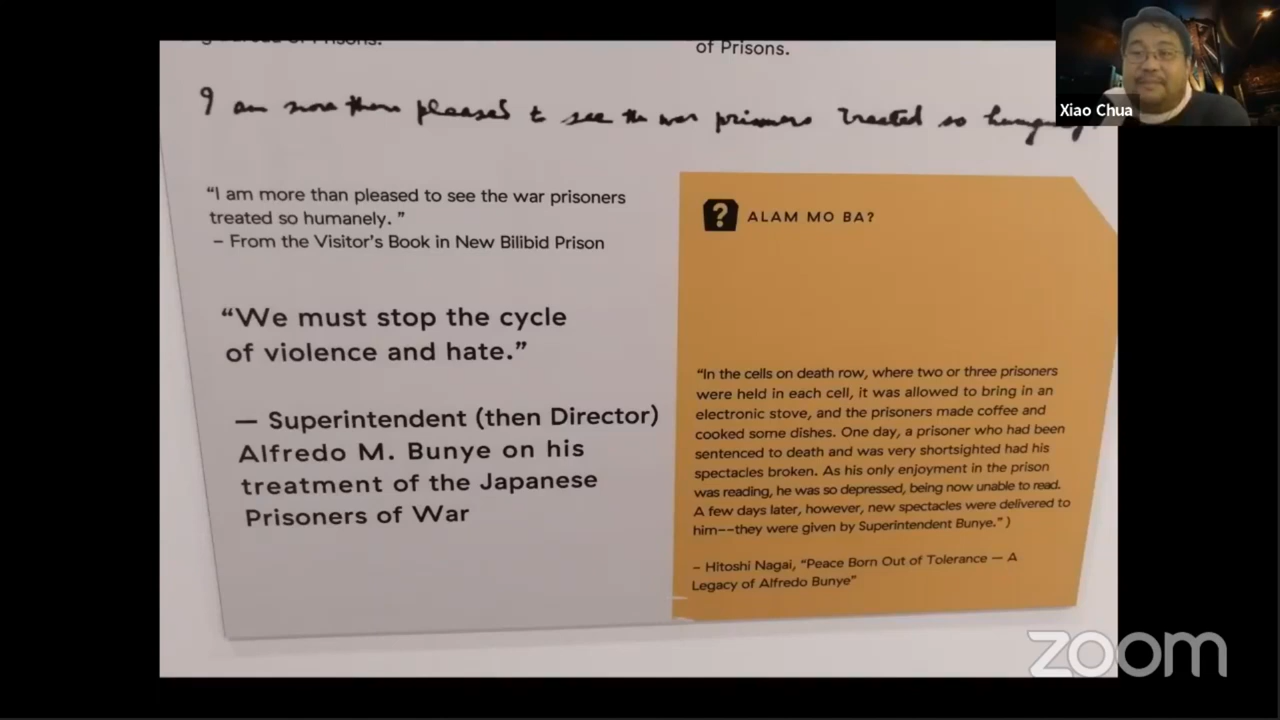 of Prisons.
I am more than pleased to see the war prisoners treated so
Xiao Chua
“I am more than pleased to see the war prisoners
treated so humanely. ”
– From the Visitor’s Book in New Bilibid Prison
“We must stop the cycle
of violence and hate.”
— Superintendent (then Director)
Alfredo M. Bunye on his
treatment of the Japanese
Prisoners of War
? ALAM MO BA?
“In the cells on death row, where two or three prisoners
were held in each cell, it was allowed to bring in an
electronic stove, and the prisoners made coffee and
cooked some dishes. One day, a prisoner who had been
sentenced to death and was very shortsighted had his
spectacles broken. As his only enjoyment in the prison
was reading, he was so depressed, being now unable to read.
A few days later, however, new spectacles were delivered to
him––they were given by Superintendent Bunye.” )
– Hitoshi Nagai, “Peace Born Out of Tolerance — A
Legacy of Alfredo Bunye”
zoom